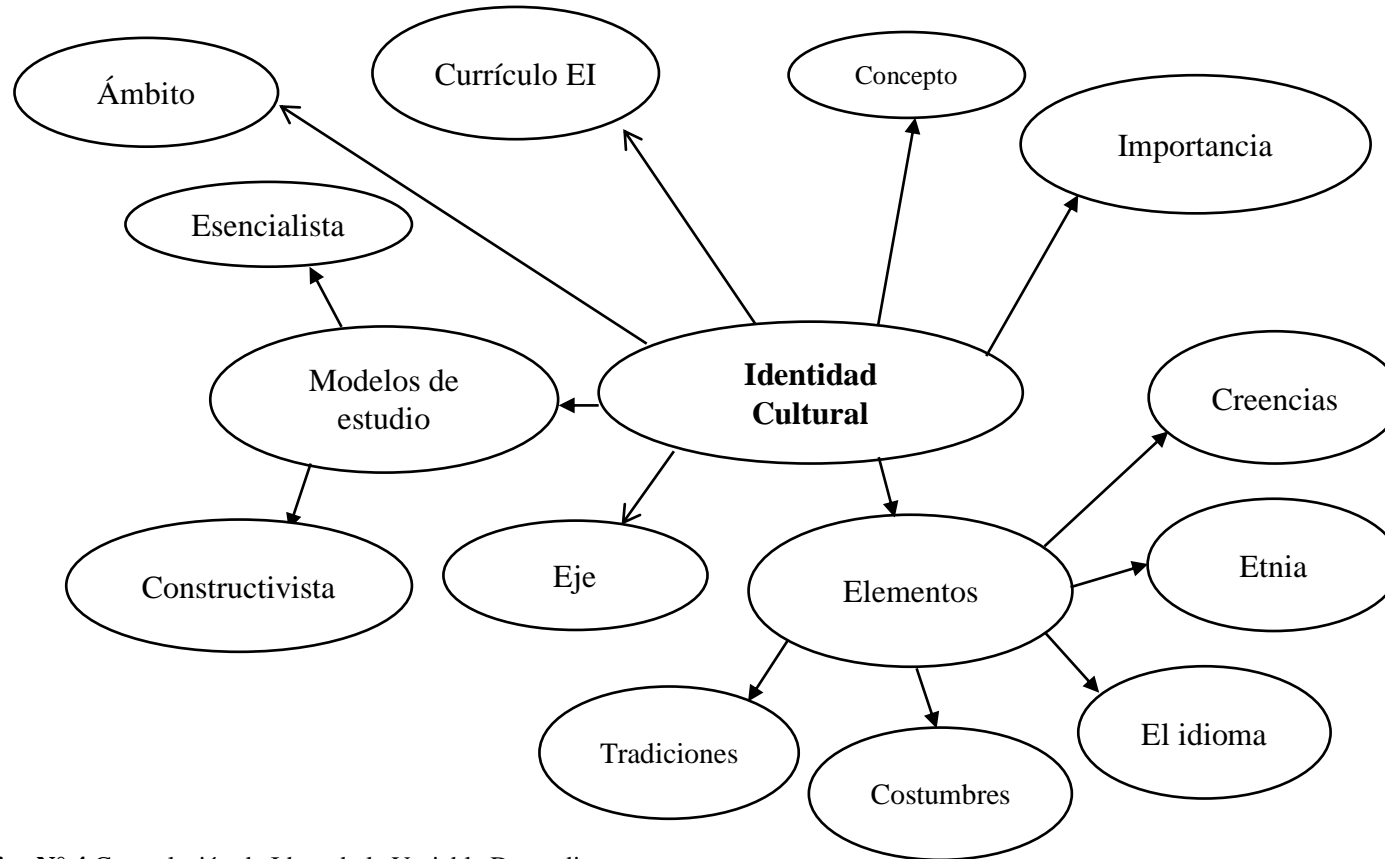 Currículo EI
Concepto
Ámbito
Importancia
Esencialista
Identidad
Cultural
Modelos de
estudio
Creencias
Etnia
Eje
Constructivista
Elementos
El idioma
Tradiciones
Costumbres
N° 4